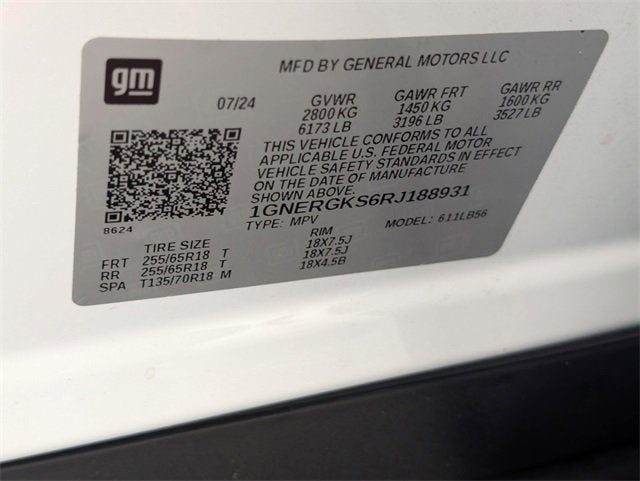 gm
MFD BY GENERAL MOTORS LLC
07/24 GVWR GAWR FRT GAWR RR
2800 KG 1450 KG 1600 KG
6173 LB 3196 LB 3527 LB
THIS VEHICLE CONFORMS TO ALL
APPLICABLE U.S. FEDERAL MOTOR
VEHICLE SAFETY STANDARDS IN EFFECT
ON THE DATE OF MANUFACTURE
SHOWN ABOVE.
1GNERGKS6RJ188931
8624
TYPE: MPV MODEL: 611LB56
TIRE SIZE RIM
FRT 255/65R18 T 18X7.5J
RR 255/65R18 T 18X7.5J
SPA T135/70R18 M 18X4.5B